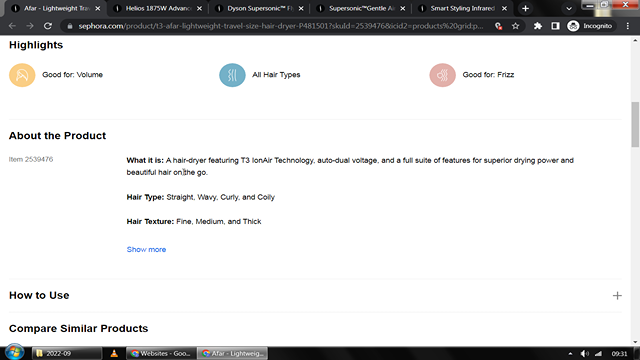 Afar - Lightweight Trav
Helios 1875W Advanc
Dyson Supersonic™ Fl
Supersonic™Gentle Ai
Smart Styling Infrared
sephora.com/product/t3-afar-lightweight-travel-size-hair-dryer-P481501?skuId=2539476&icid2=products%20grid:p...
Incognito
Highlights
Good for: Volume
All Hair Types
Good for: Frizz
About the Product
Item 2539476
What it is: A hair-dryer featuring T3 IonAir Technology, auto-dual voltage, and a full suite of features for superior drying power and
beautiful hair on the go.
Hair Type: Straight, Wavy, Curly, and Coily
Hair Texture: Fine, Medium, and Thick
Show more
How to Use
Compare Similar Products
2022-09
Websites - Goo...
Afar - Lightweig...
09:31